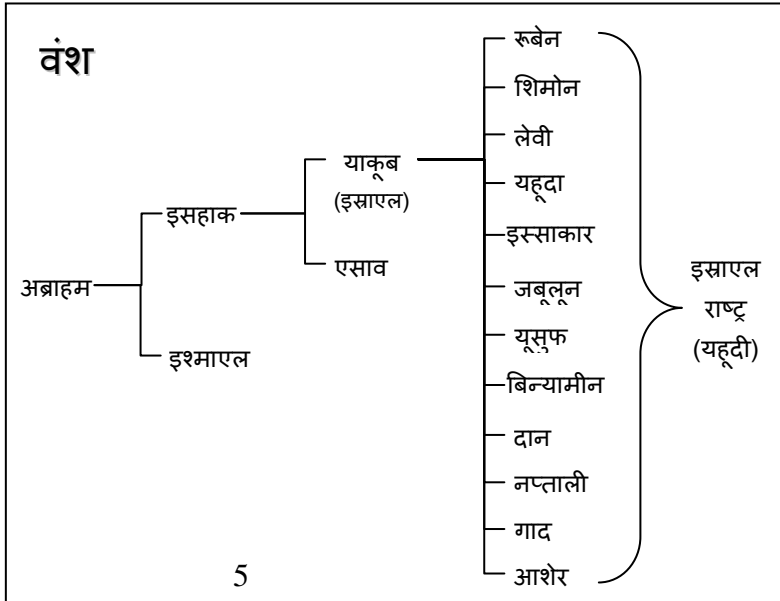 वंश
अब्राहम
इसहाक
इश्माएल
याकूब
(इस्राएल)
एसाव
रूबेन
शिमोन
लेवी
यहूदा
इस्साकार
जबूलून
यूसुफ
बिन्यामीन
दान
नप्ताली
गाद
आशेर
इस्राएल
राष्ट्र
(यहूदी)
5